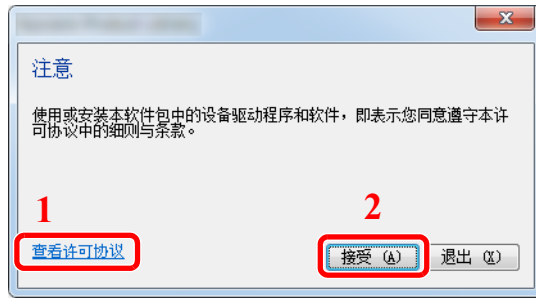 注意
使用或安装本软件包中的设备驱动程序和软件，即表示您同意遵守本许
可协议中的细则与条款。
1
2
查看许可协议
接受 (A)
退出 (X)